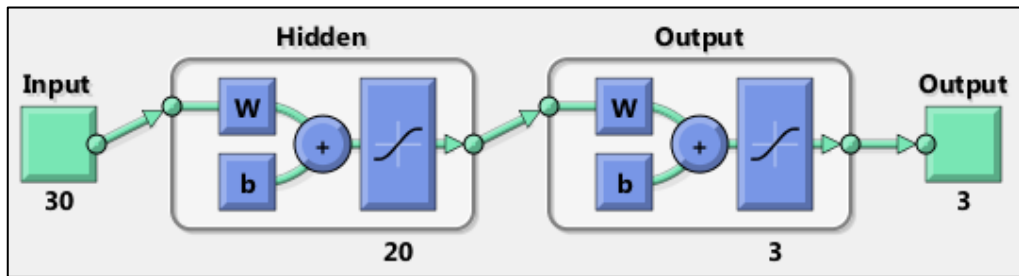 Hidden Output
Input Output
W W
+ +
b b
30 3
20 3